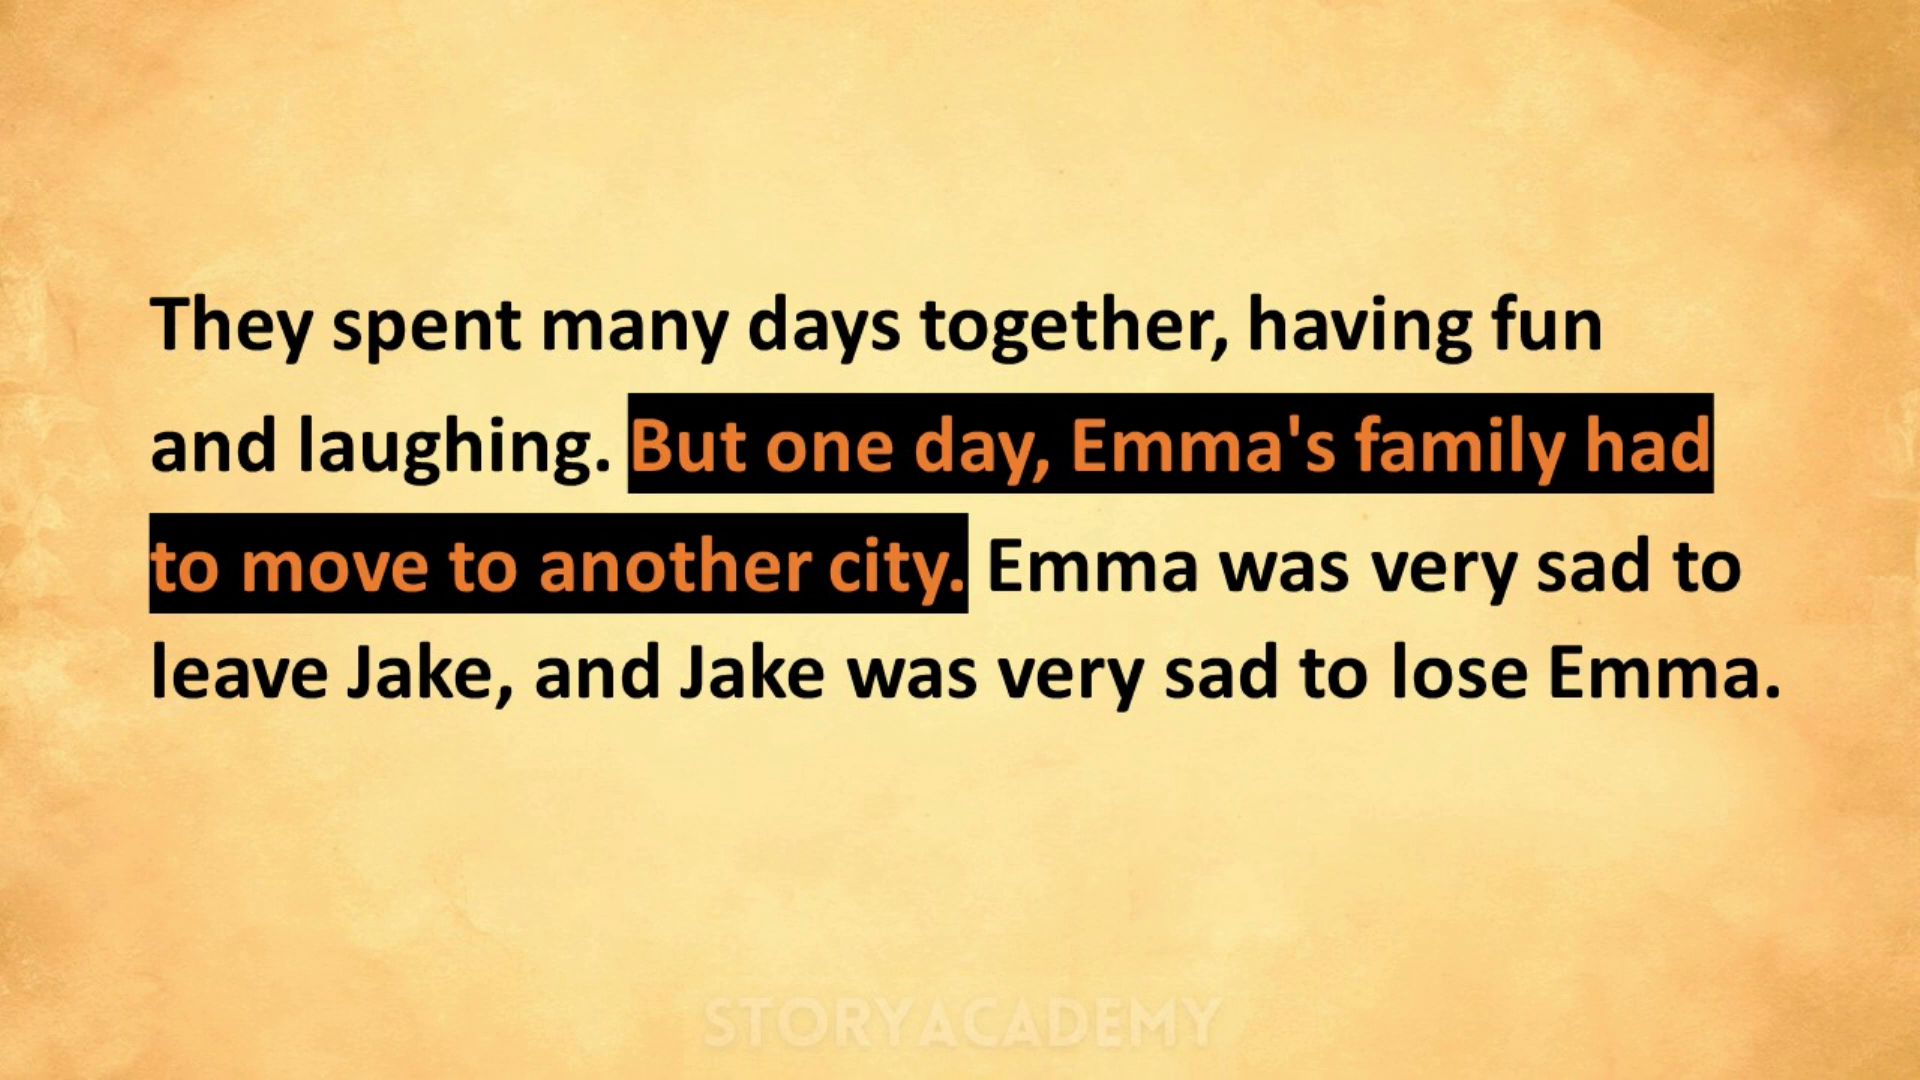 They spent many days together, having fun
and laughing. But one day, Emma's family had
to move to another city. Emma was very sad to
leave Jake, and Jake was very sad to lose Emma.
STORYACADEMY